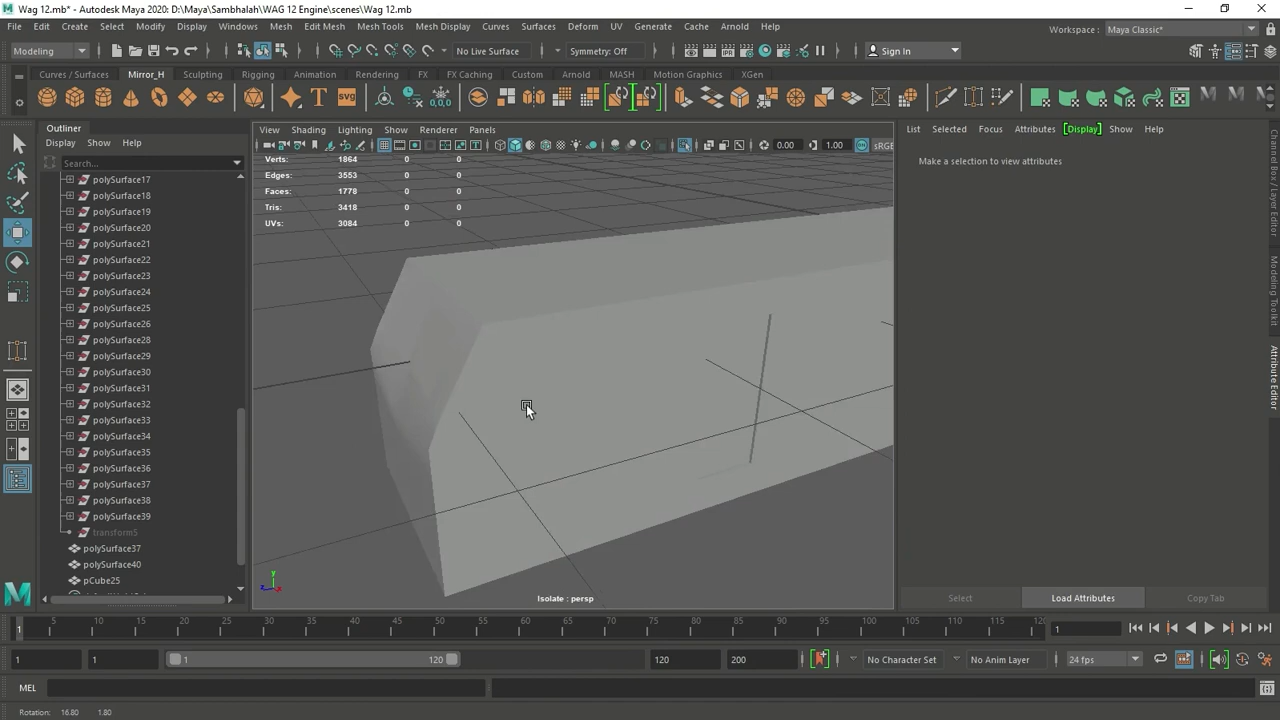 Wag 12.mb* - Autodesk Maya 2020: D:\Maya\Sambhalah\WAG 12 Engine\scenes\Wag 12.mb
File Edit Create Select Modify Display Windows Mesh Edit Mesh Mesh Tools Mesh Display Curves Surfaces Deform UV Generate Cache Arnold Help
Workspace : Maya Classic*
Modeling No Live Surface Symmetry: Off Sign In
Curves / Surfaces Mirror_H Sculpting Rigging Animation Rendering FX FX Caching Custom Arnold MASH Motion Graphics XGen
Outliner
Display Show Help
Search...
polySurface17
polySurface18
polySurface19
polySurface20
polySurface21
polySurface22
polySurface23
polySurface24
polySurface25
polySurface26
polySurface28
polySurface29
polySurface30
polySurface31
polySurface32
polySurface33
polySurface34
polySurface35
polySurface36
polySurface37
polySurface38
polySurface39
transform5
polySurface37
polySurface40
pCube25
View Shading Lighting Show Renderer Panels
0.00 1.00
Verts: 1864 0 0
Edges: 3553 0 0
Faces: 1778 0 0
Tris: 3418 0 0
UVs: 3084 0 0
Isolate : persp
List Selected Focus Attributes [Display] Show Help
Make a selection to view attributes
Select Load Attributes Copy Tab
Channel Box / Layer Editor
Modeling Toolkit
Attribute Editor
1 5 10 15 20 25 30 35 40 45 50 55 60 65 70 75 80 85 90 95 100 105 110 115 1
1 1 1 120 120 200 No Character Set No Anim Layer 24 fps
MEL
Rotation: 16.80 1.80